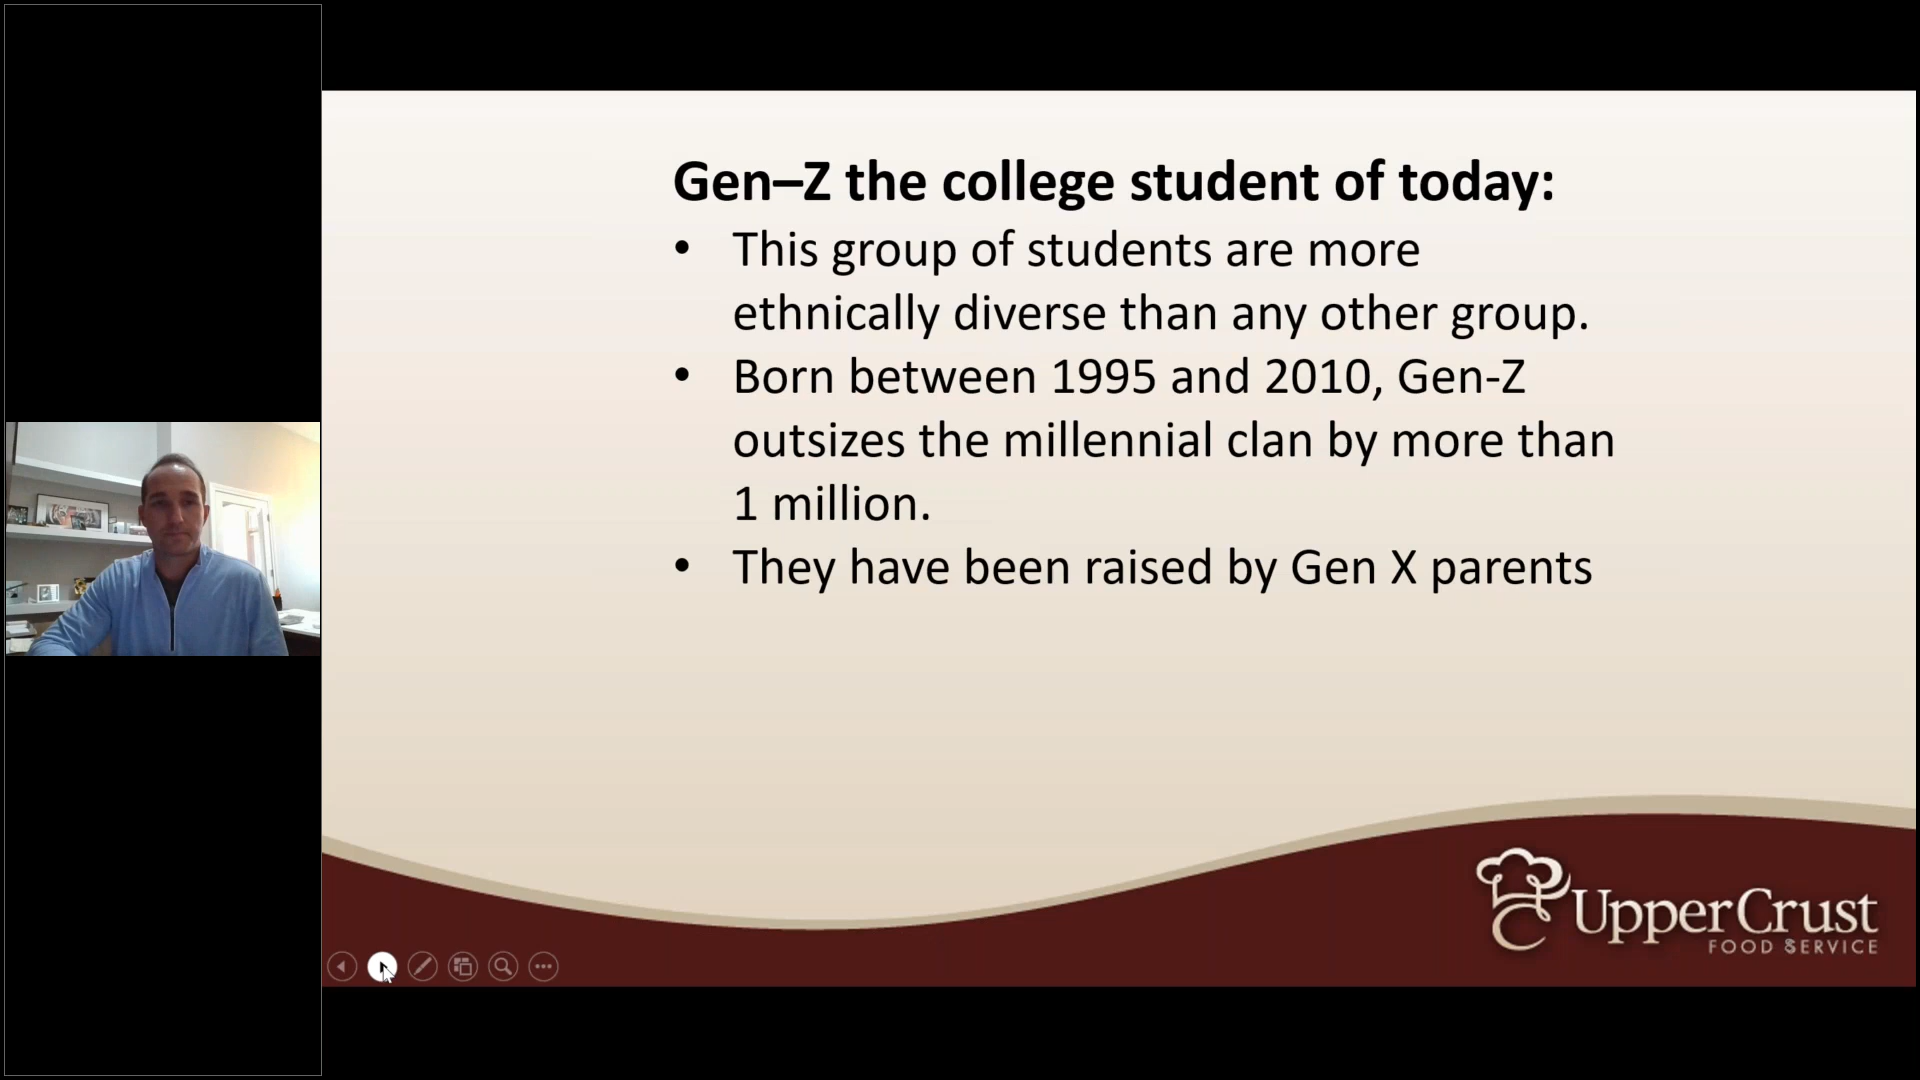 Gen–Z the college student of today:
• This group of students are more
ethnically diverse than any other group.
• Born between 1995 and 2010, Gen-Z
outsizes the millennial clan by more than
1 million.
• They have been raised by Gen X parents
UpperCrust
FOOD SERVICE